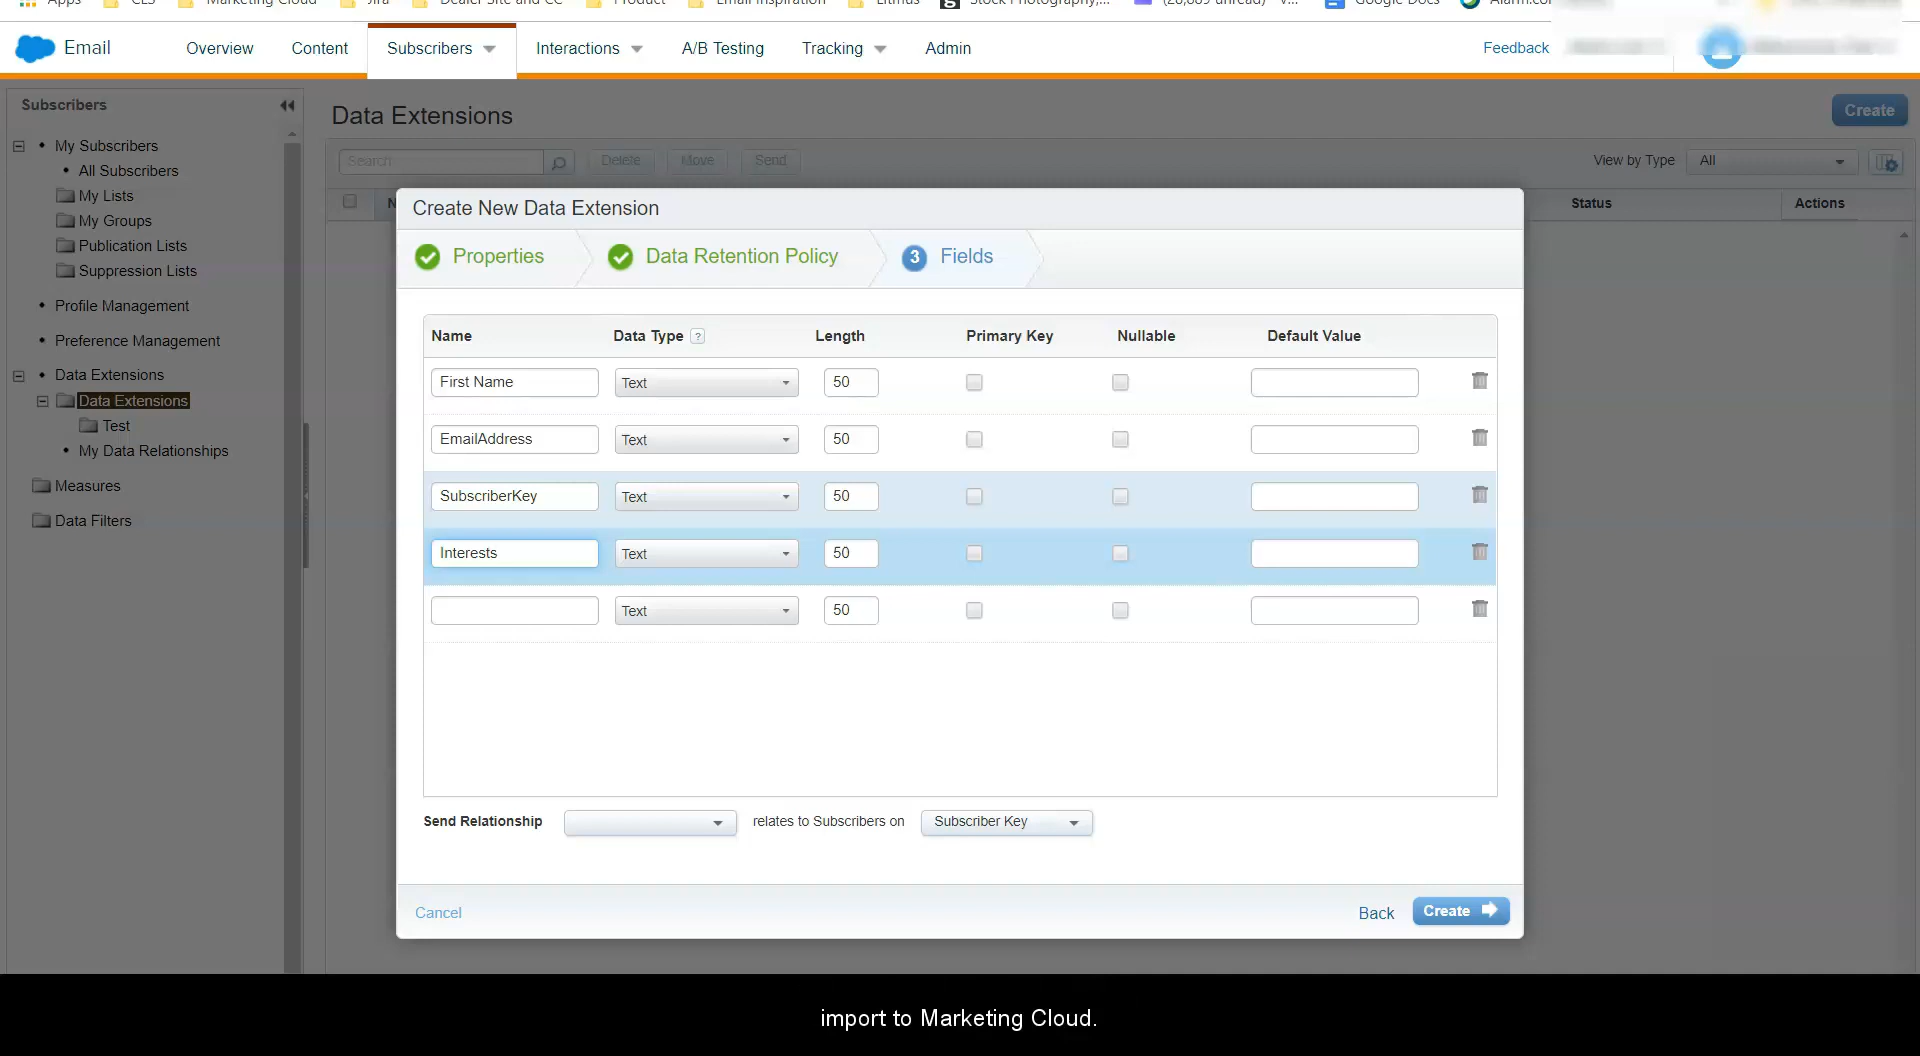 Apps CLS Marketing Cloud Jira Dealer Site and CC Product Email Inspiration Litmus Stock Photography,... (28,889 unread) Google Docs
Email Overview Content Subscribers Interactions A/B Testing Tracking Admin Feedback
Subscribers
My Subscribers
All Subscribers
My Lists
My Groups
Publication Lists
Suppression Lists
Profile Management
Preference Management
Data Extensions
Data Extensions
Test
My Data Relationships
Measures
Data Filters
Data Extensions Create
Search Delete Move Send View by Type All
N Status Actions
Create New Data Extension
Properties Data Retention Policy 3 Fields
Name Data Type ? Length Primary Key Nullable Default Value
First Name Text 50
EmailAddress Text 50
SubscriberKey Text 50
Interests Text 50
Text 50
Send Relationship relates to Subscribers on Subscriber Key
Cancel Back Create
import to Marketing Cloud.